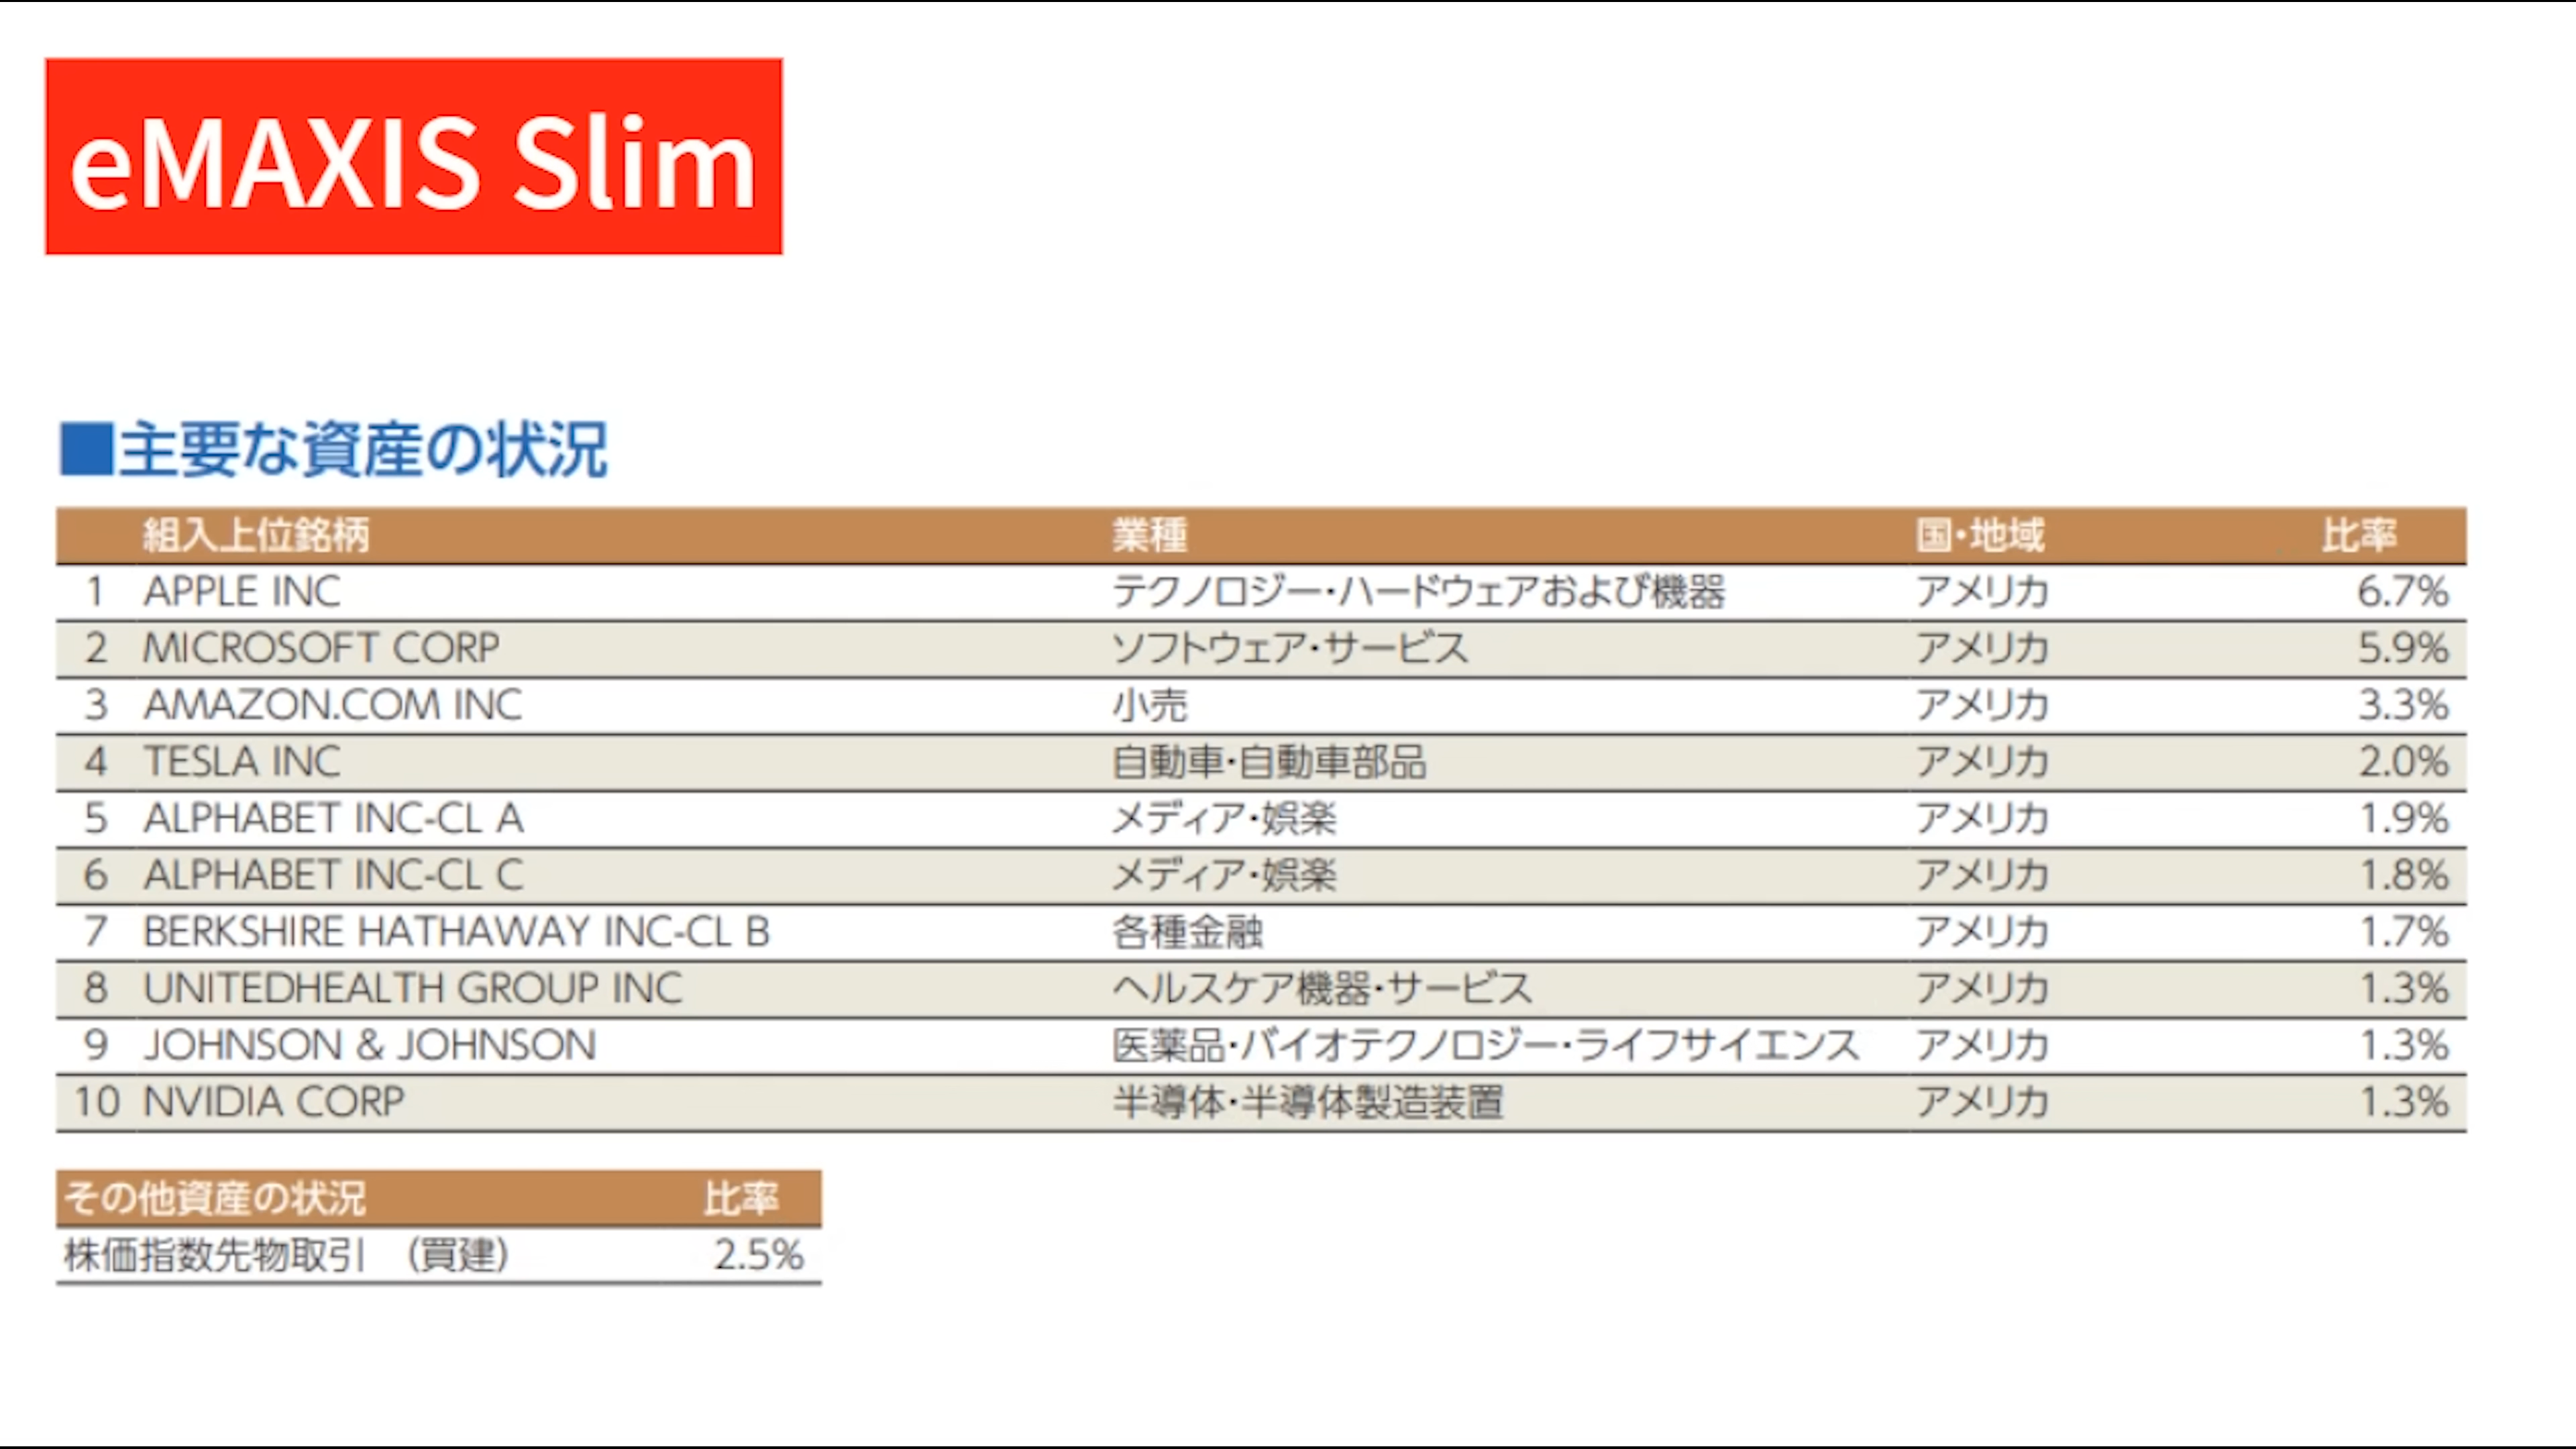 eMAXIS Slim
■主要な資産の状況
組入上位銘柄 業種 国・地域 比率
1 APPLE INC テクノロジー・ハードウェアおよび機器 アメリカ 6.7%
2 MICROSOFT CORP ソフトウェア・サービス アメリカ 5.9%
3 AMAZON.COM INC 小売 アメリカ 3.3%
4 TESLA INC 自動車・自動車部品 アメリカ 2.0%
5 ALPHABET INC-CL A メディア・娯楽 アメリカ 1.9%
6 ALPHABET INC-CL C メディア・娯楽 アメリカ 1.8%
7 BERKSHIRE HATHAWAY INC-CL B 各種金融 アメリカ 1.7%
8 UNITEDHEALTH GROUP INC ヘルスケア機器・サービス アメリカ 1.3%
9 JOHNSON & JOHNSON 医薬品・バイオテクノロジー・ライフサイエンス アメリカ 1.3%
10 NVIDIA CORP 半導体・半導体製造装置 アメリカ 1.3%
その他資産の状況 比率
株価指数先物取引 (買建) 2.5%